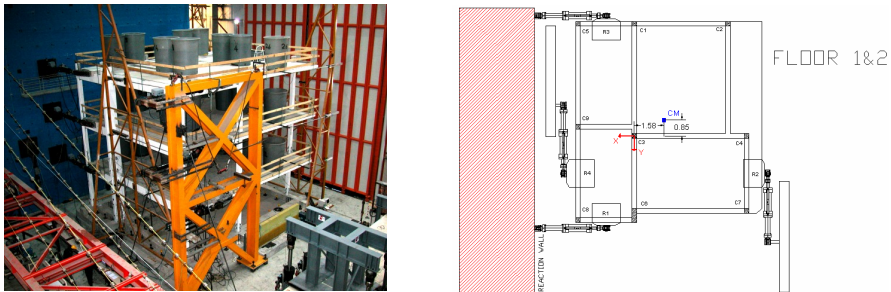 C5
R3
C1
C2
FLOOR 1&2
CM
1.58
0.85
C9
X
Y
C3
C4
R4
R2
C8
R1
C6
C7
REACTION WALL